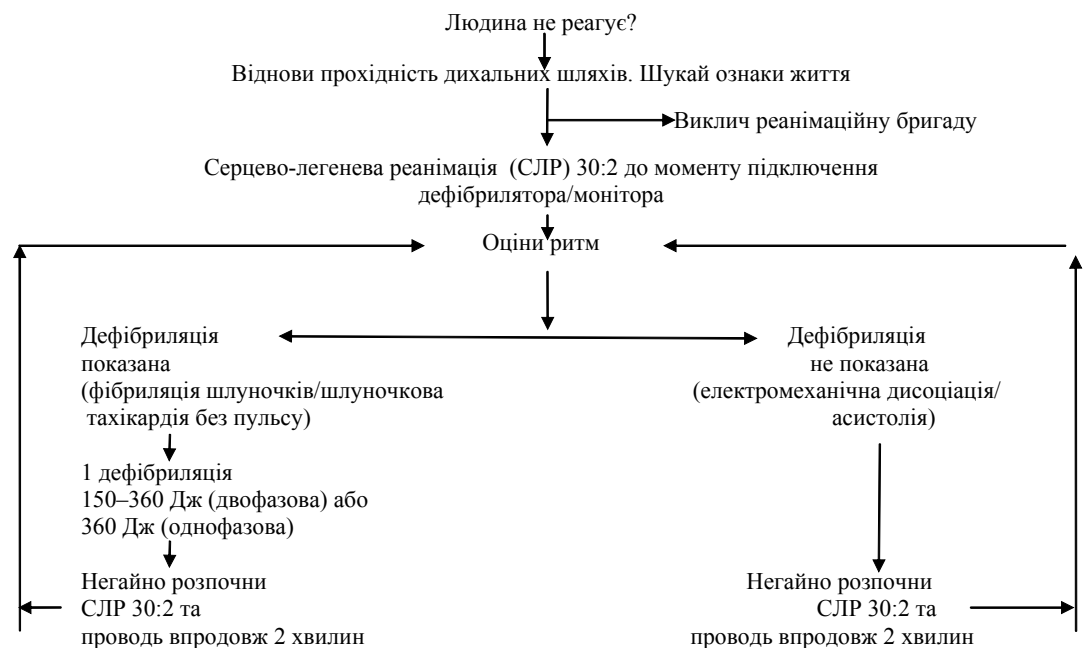 Людина не реагує?
Віднови прохідність дихальних шляхів. Шукай ознаки життя
Виклич реанімаційну бригаду
Серцево-легенева реанімація (СЛР) 30:2 до моменту підключення
дефібрилятора/монітора
Оціни ритм
Дефібриляція
показана
(фібриляція шлуночків/шлуночкова
тахікардія без пульсу)
1 дефібриляція
150–360 Дж (двофазова) або
360 Дж (однофазова)
Негайно розпочни
СЛР 30:2 та
проводь впродовж 2 хвилин
Дефібриляція
не показана
(електромеханічна дисоціація/
асистолія)
Негайно розпочни
СЛР 30:2 та
проводь впродовж 2 хвилин